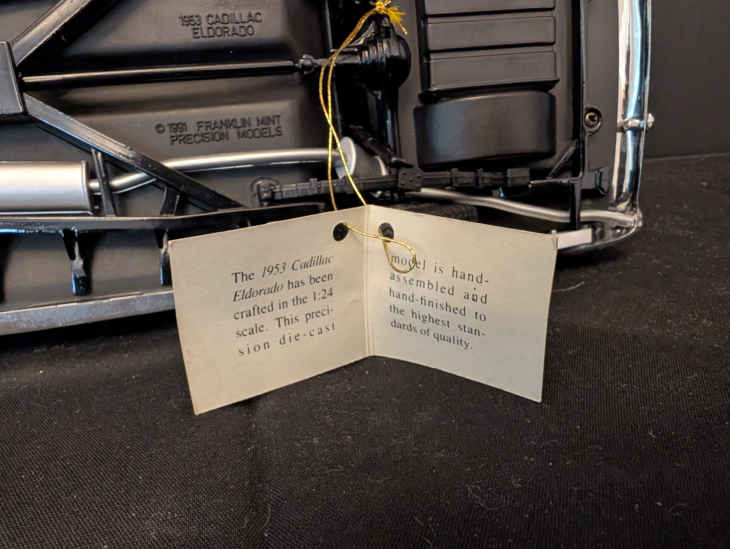 1953 CADILLAC
ELDORADO
© 1991 FRANKLIN MINT
PRECISION MODELS
The 1953 Cadillac
Eldorado has been
crafted in the 1:24
scale. This preci-
sion die-cast
model is hand-
assembled and
hand-finished to
the highest stan-
dards of quality.